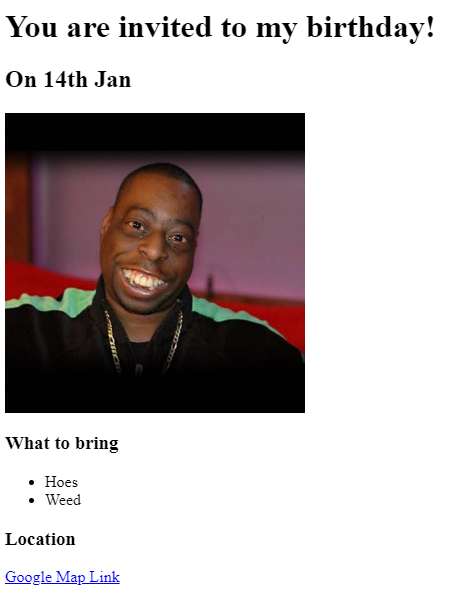 You are invited to my birthday!
On 14th Jan
What to bring
Hoes
Weed
Location
Google Map Link